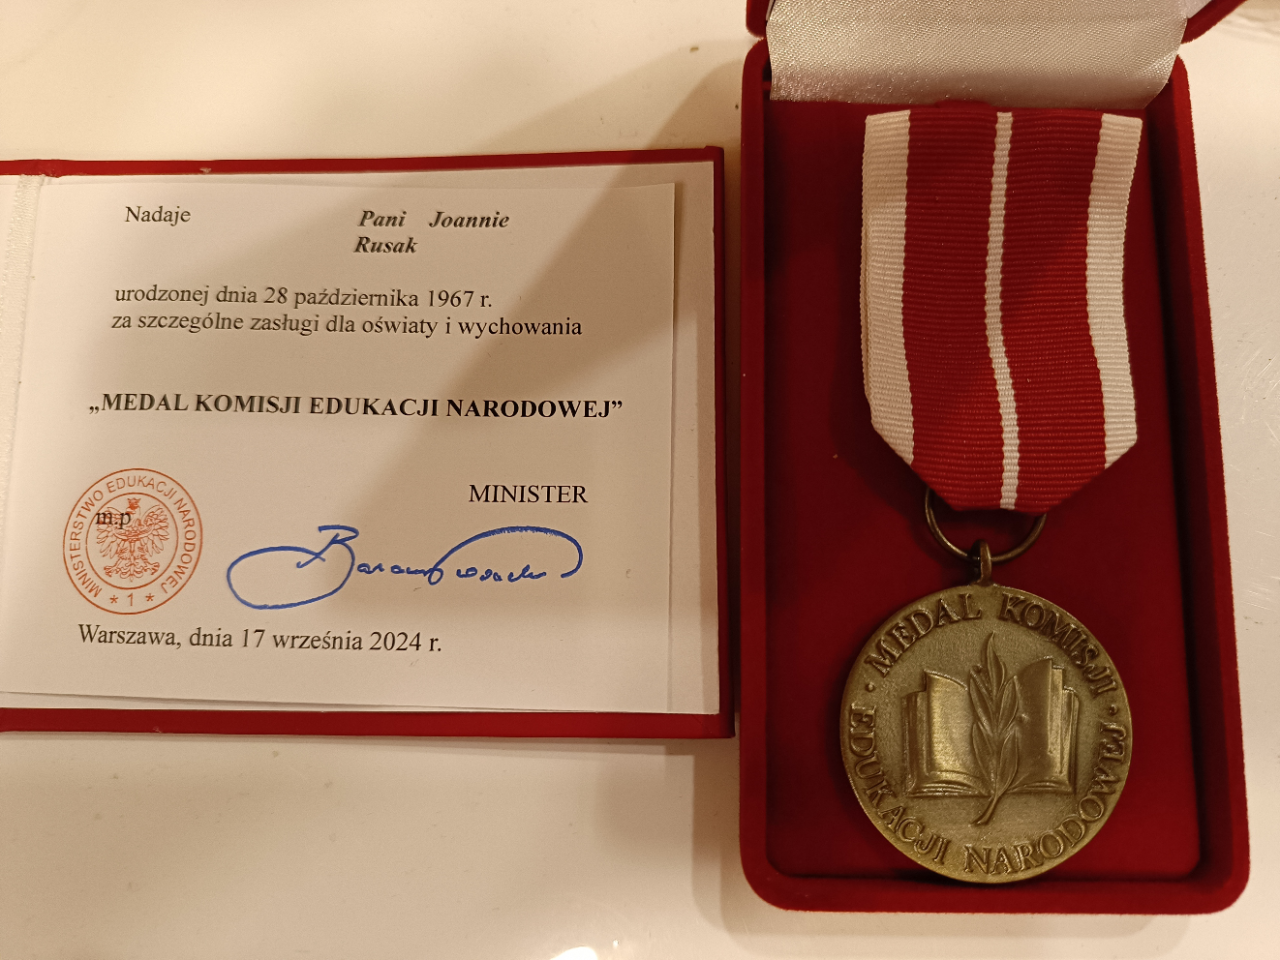 Nadaje Pani Joannie
Rusak
urodzonej dnia 28 października 1967 r.
za szczególne zasługi dla oświaty i wychowania
„MEDAL KOMISJI EDUKACJI NARODOWEJ”
MINISTER
MINISTERSTWO EDUKACJI NARODOWEJ
* 1 *
m.p
Warszawa, dnia 17 września 2024 r.
MEDAL KOMISJI
EDUKACJI NARODOWEJ